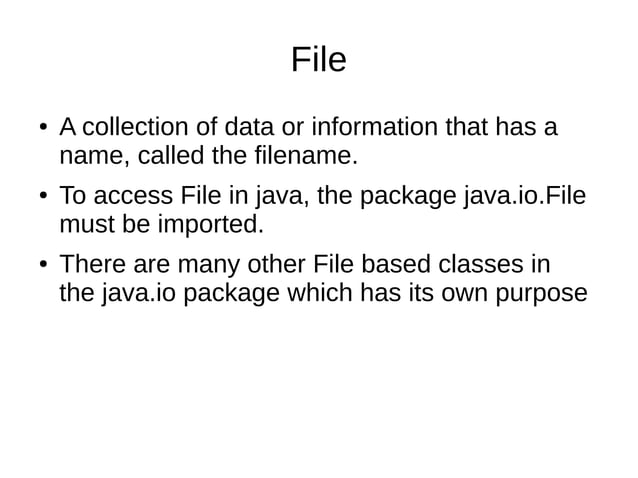 File
• A collection of data or information that has a
name, called the filename.
• To access File in java, the package java.io.File
must be imported.
• There are many other File based classes in
the java.io package which has its own purpose